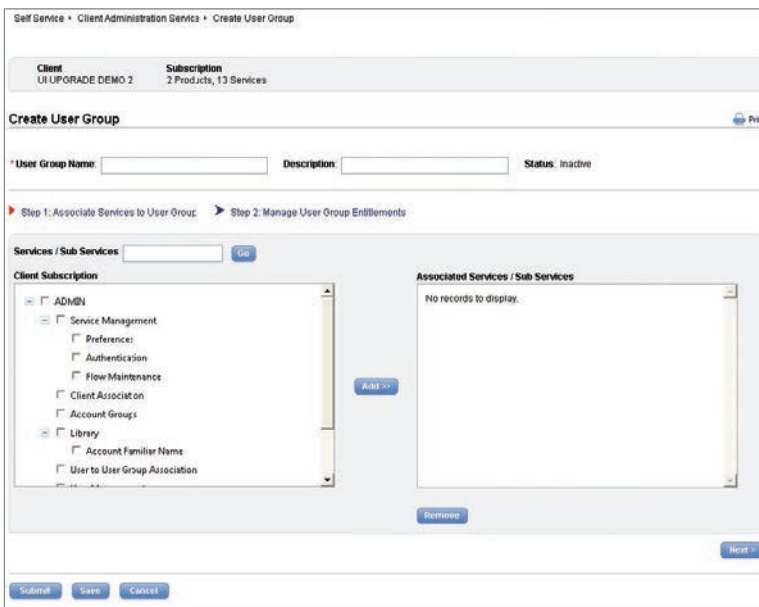 Self Service • Client Administration Service • Create User Group
Client Subscription
UI UPGRADE DEMO 2 2 Products, 13 Services
Create User Group
* User Group Name: Description: Status: Inactive
Step 1: Associate Services to User Group Step 2: Manage User Group Entitlements
Services / Sub Services Go
Client Subscription Associated Services / Sub Services
ADMIN No records to display.
Service Management
Preferences
Authentication
Flow Maintenance
Client Association
Add >>
Account Groups
Library
Account Familiar Name
User to User Group Association
Remove
Next >
Submit Save Cancel